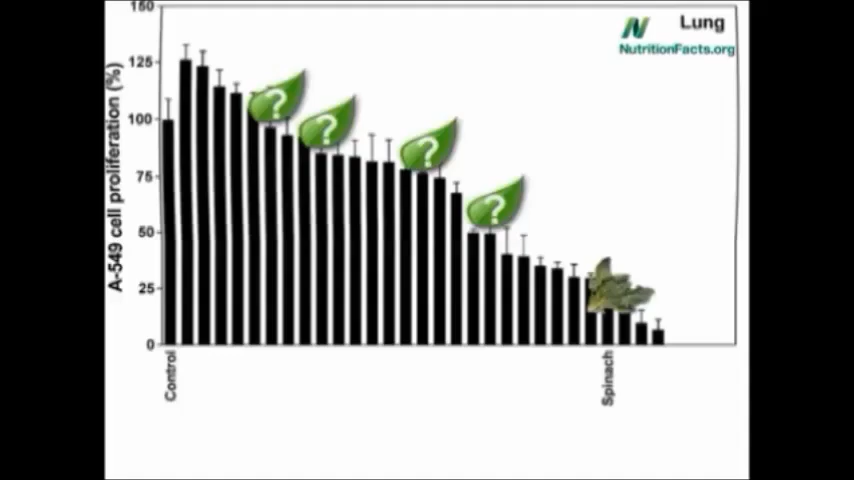 150
Lung
NutritionFacts.org
125
100
75
50
25
0
A-549 cell proliferation (%)
?
?
?
?
Control
Spinach